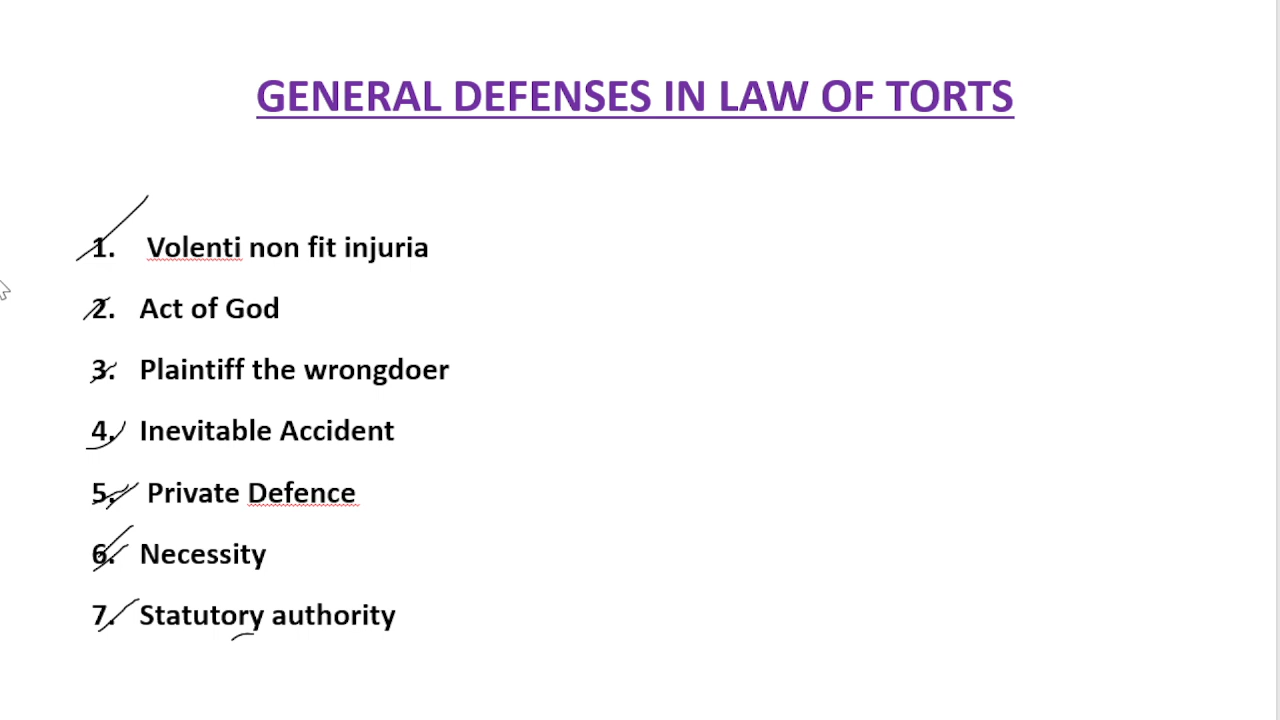 GENERAL DEFENSES IN LAW OF TORTS
1. Volenti non fit injuria
2. Act of God
3. Plaintiff the wrongdoer
4. Inevitable Accident
5. Private Defence
6. Necessity
7. Statutory authority